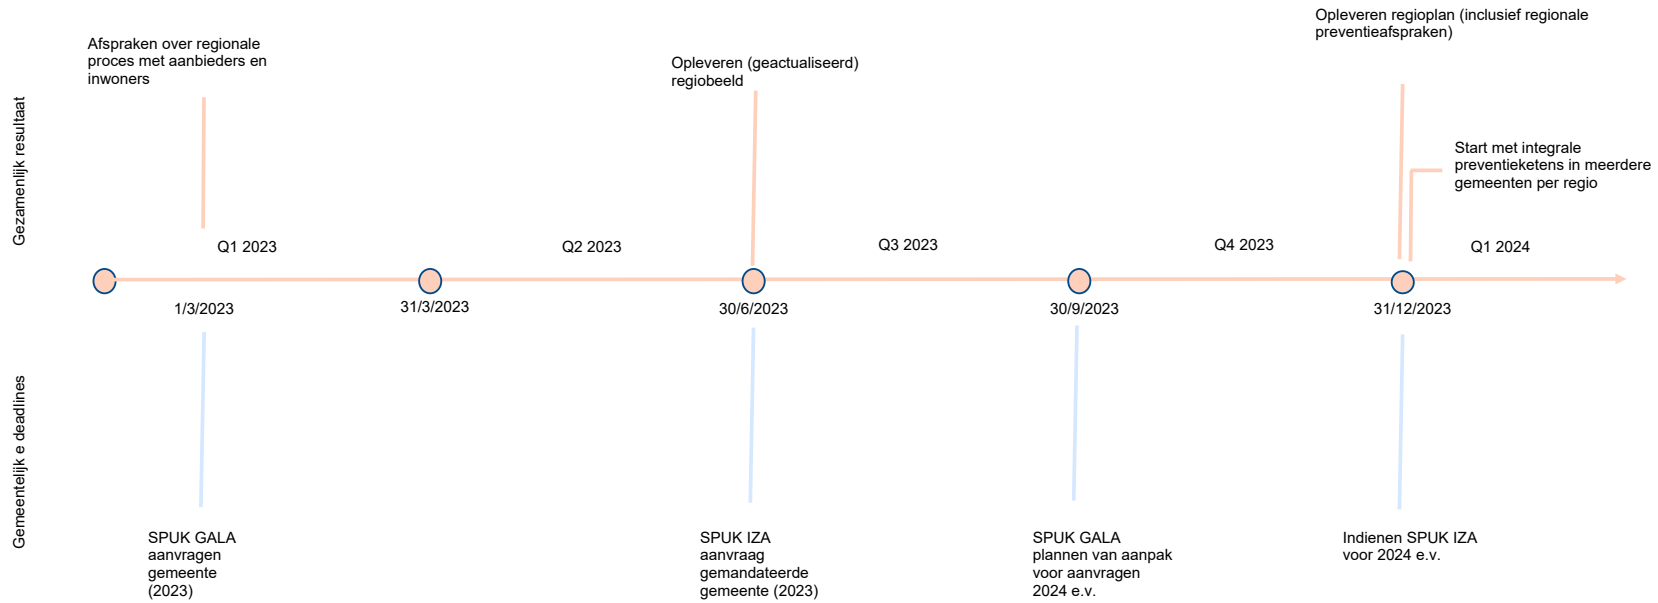 Opleveren regioplan (inclusief regionale
preventieafspraken)
Afspraken over regionale
proces met aanbieders en
inwoners
Opleveren (geactualiseerd)
regiobeeld
Gezamenlijk resultaat
Start met integrale
preventieketens in meerdere
gemeenten per regio
Q1 2023
Q2 2023
Q3 2023
Q4 2023
Q1 2024
1/3/2023
31/3/2023
30/6/2023
30/9/2023
31/12/2023
Gemeentelijk e deadlines
SPUK GALA
aanvragen
gemeente
(2023)
SPUK IZA
aanvraag
gemandateerde
gemeente (2023)
SPUK GALA
plannen van aanpak
voor aanvragen
2024 e.v.
Indienen SPUK IZA
voor 2024 e.v.